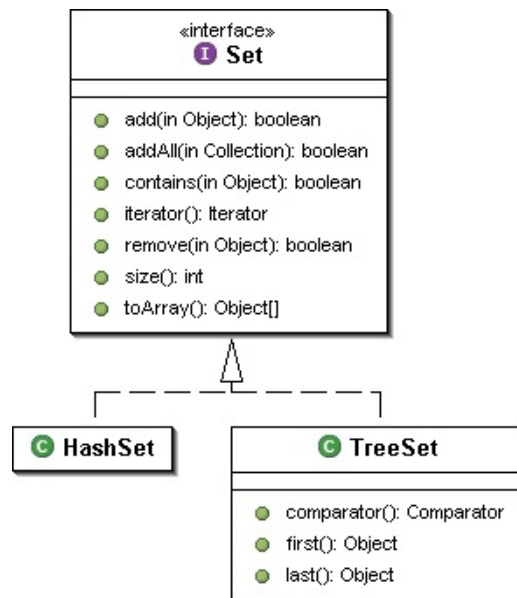 «interface»
I Set
add(in Object): boolean
addAll(in Collection): boolean
contains(in Object): boolean
iterator(): Iterator
remove(in Object): boolean
size(): int
toArray(): Object[]
C HashSet
C TreeSet
comparator(): Comparator
first(): Object
last(): Object